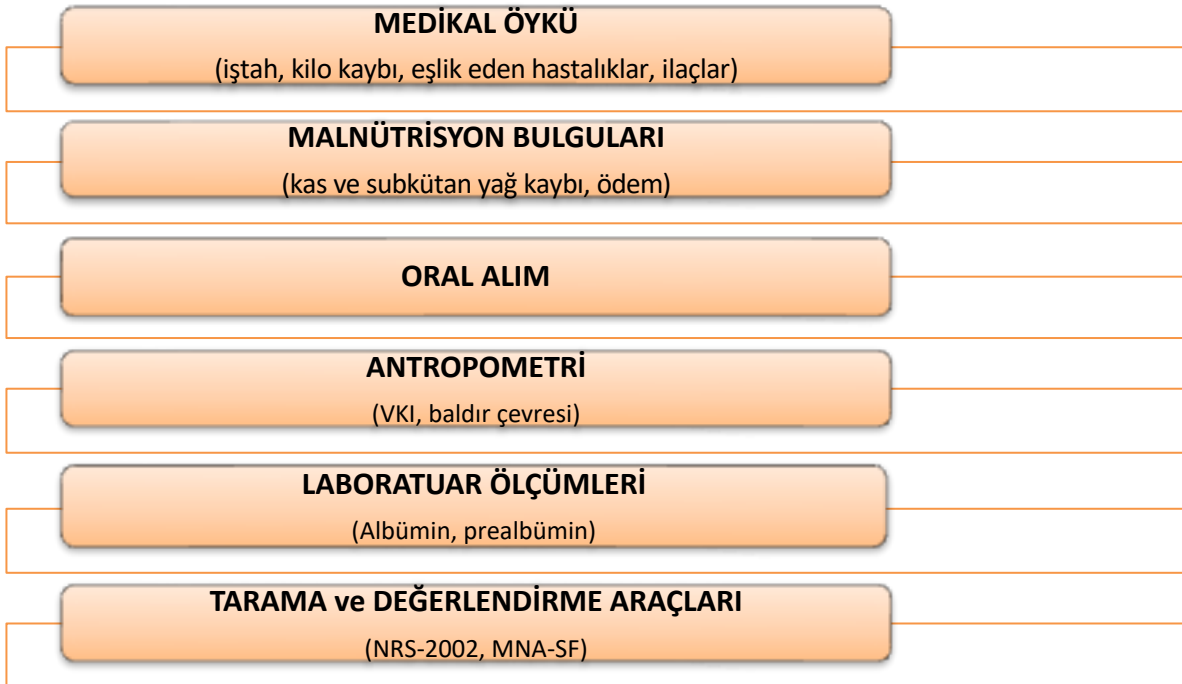 MEDİKAL ÖYKÜ
(iştah, kilo kaybı, eşlik eden hastalıklar, ilaçlar)
MALNÜTRİSYON BULGULARI
(kas ve subkütan yağ kaybı, ödem)
ORAL ALIM
ANTROPOMETRİ
(VKI, baldır çevresi)
LABORATUAR ÖLÇÜMLERİ
(Albümin, prealbümin)
TARAMA ve DEĞERLENDİRME ARAÇLARI
(NRS-2002, MNA-SF)